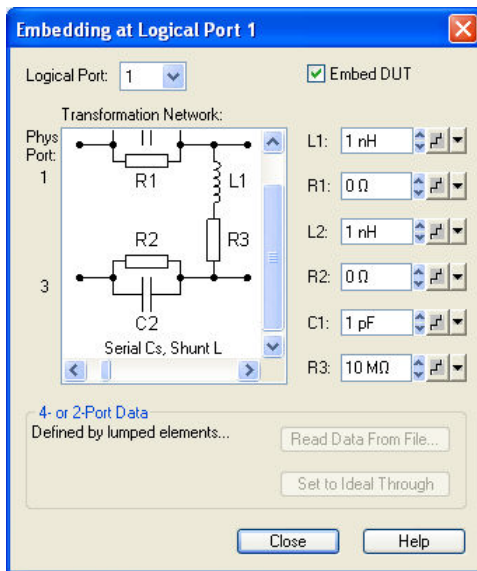 Embedding at Logical Port 1
Logical Port: 1
Embed DUT
Transformation Network:
Phys Port:
1
3
R1
L1
R2
R3
C2
Serial Cs, Shunt L
L1: 1 nH
R1: 0 Ω
L2: 1 nH
R2: 0 Ω
C1: 1 pF
R3: 10 MΩ
4- or 2-Port Data
Defined by lumped elements...
Read Data From File...
Set to Ideal Through
Close
Help